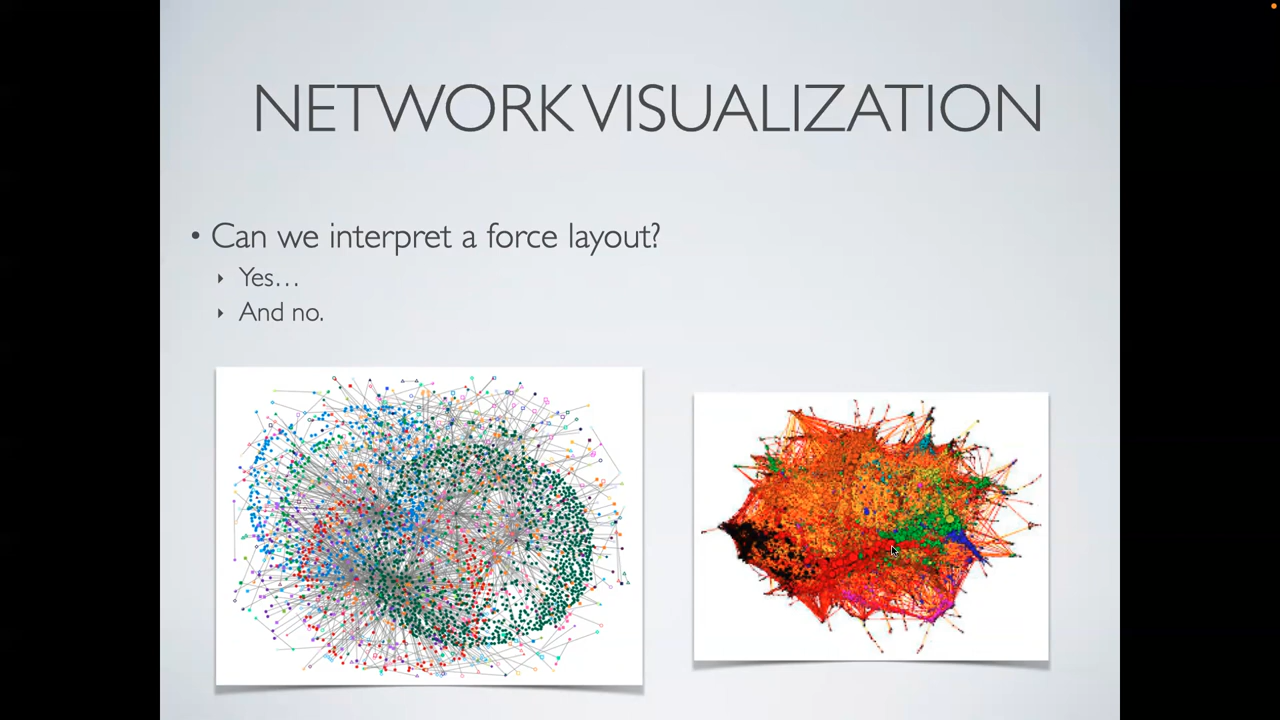 NETWORK VISUALIZATION
• Can we interpret a force layout?
‣ Yes…
‣ And no.